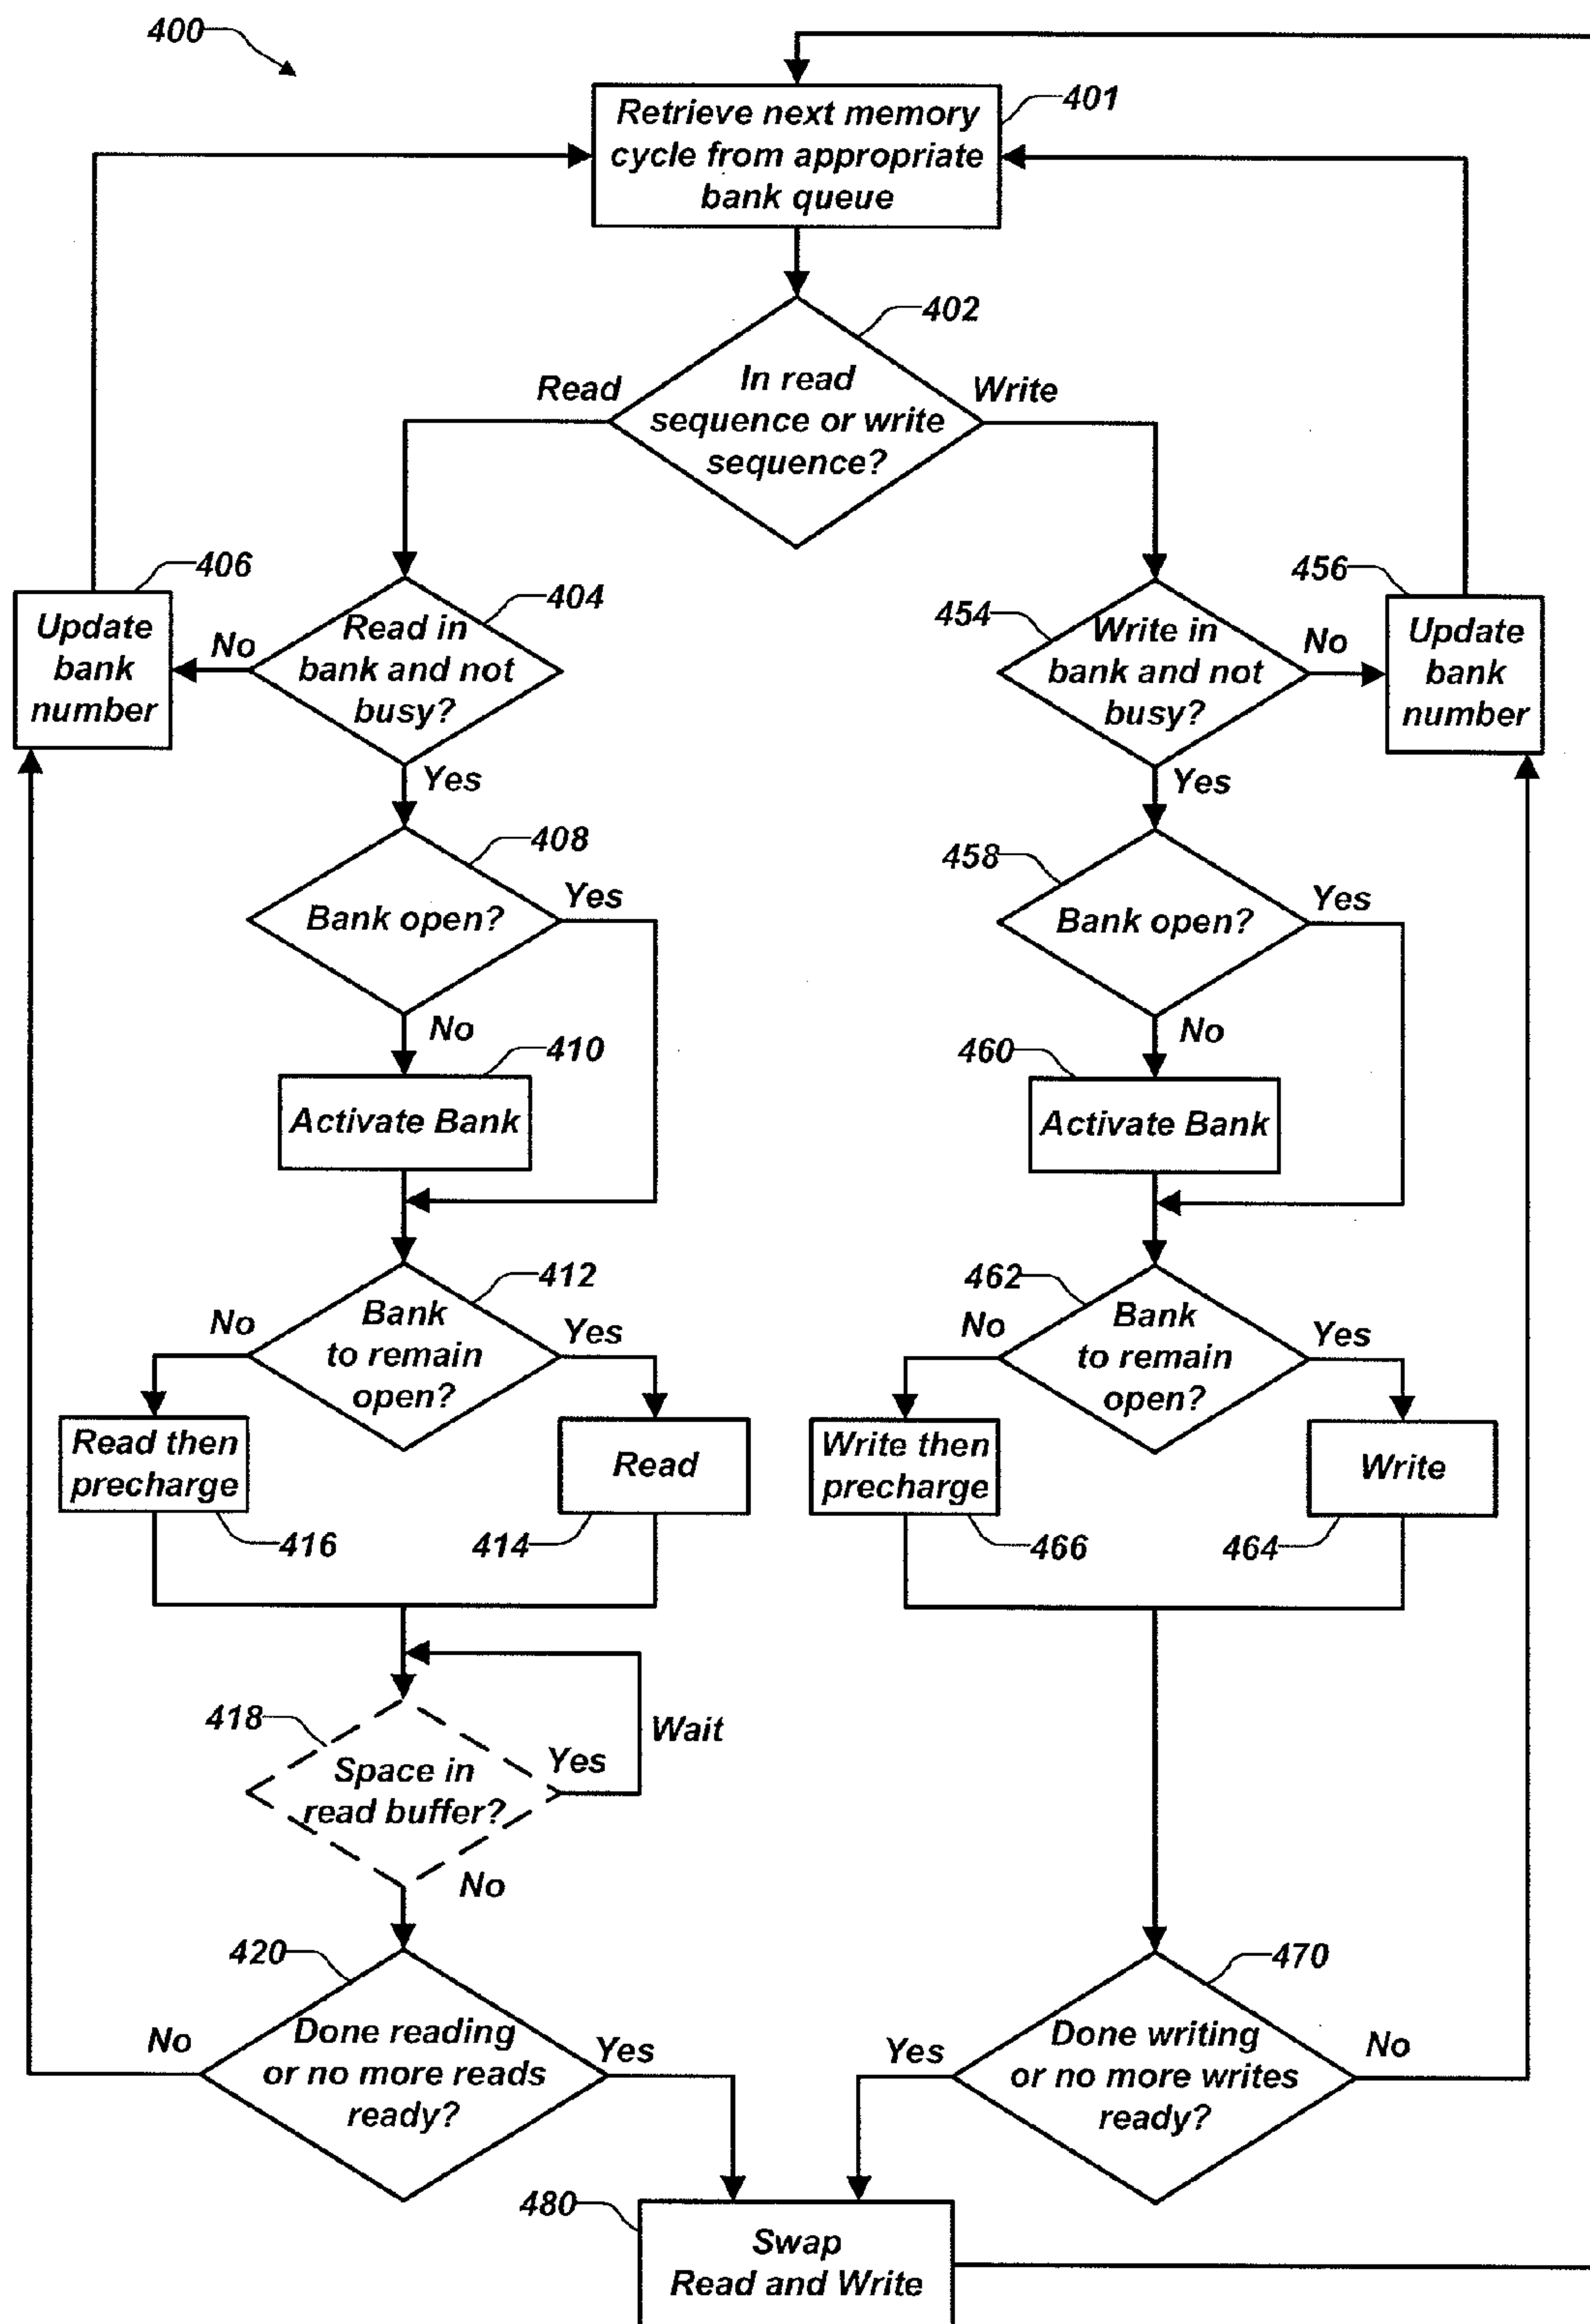 400
Retrieve next memory
cycle from appropriate
bank queue
401
402
In read
sequence or write
sequence?
Read
Write
406
Update
bank
number
No
404
Read in
bank and not
busy?
Yes
454
Write in
bank and not
busy?
No
Yes
456
Update
bank
number
408
Bank open?
Yes
No
458
Bank open?
Yes
No
410
Activate Bank
460
Activate Bank
412
Bank
to remain
open?
No
Yes
462
Bank
to remain
open?
No
Yes
Read then
precharge
416
Read
414
Write then
precharge
466
Write
464
418
Space in
read buffer?
Yes
Wait
No
420
Done reading
or no more reads
ready?
No
Yes
470
Done writing
or no more writes
ready?
Yes
No
480
Swap
Read and Write